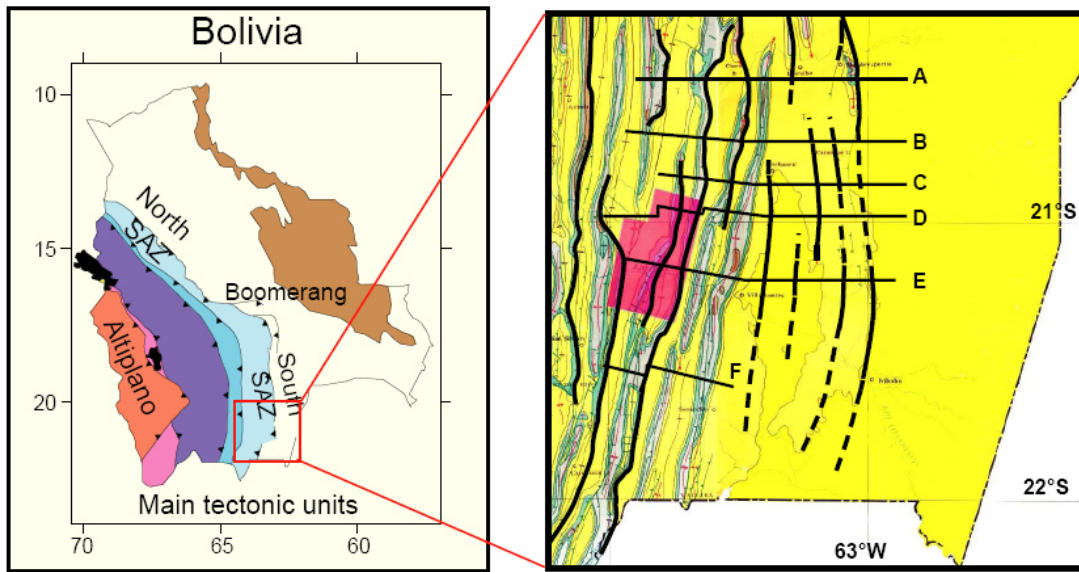 Bolivia
10
15
20
70
65
60
North
SAZ
Boomerang
South
SAZ
Altiplano
Main tectonic units
A
B
C
D
E
F
21°S
22°S
63°W